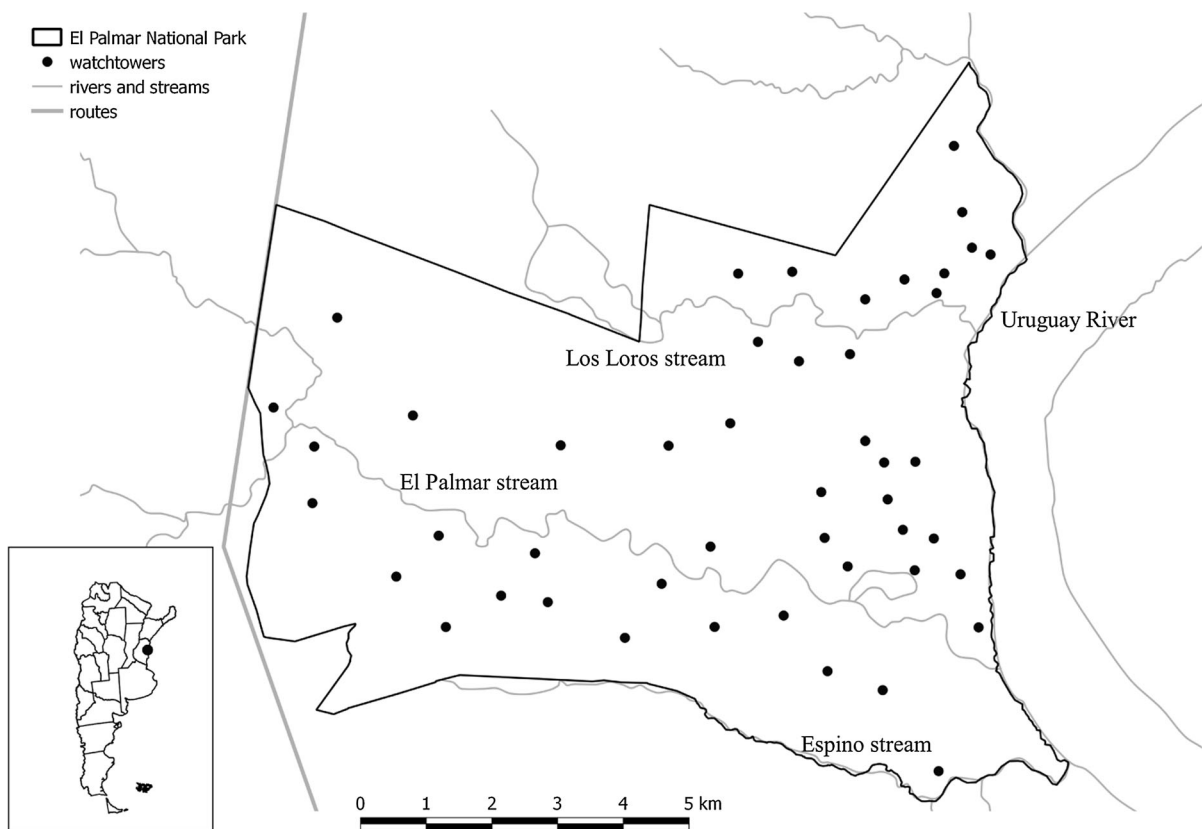 El Palmar National Park
watchtowers
rivers and streams
routes
Uruguay River
Los Loros stream
El Palmar stream
Espino stream
0 1 2 3 4 5 km